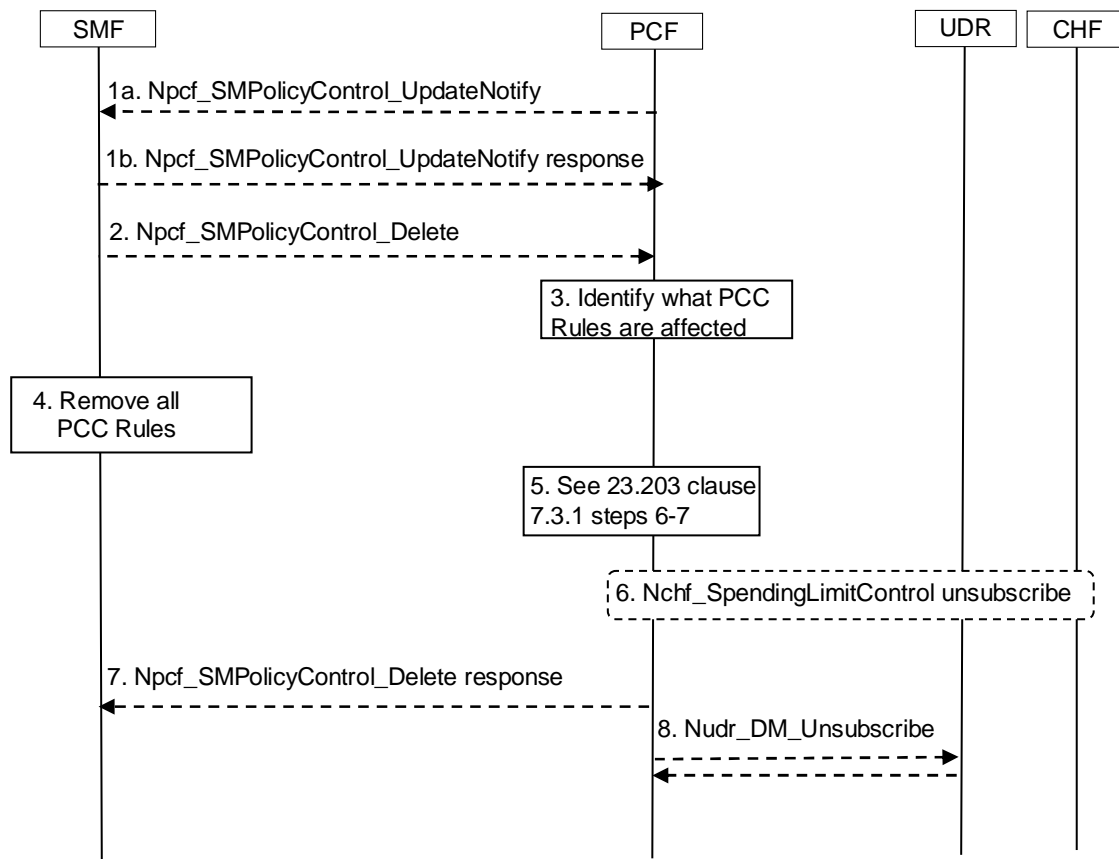 SMF
PCF
UDR
CHF
1a. Npcf_SMPolicyControl_UpdateNotify
1b. Npcf_SMPolicyControl_UpdateNotify response
2. Npcf_SMPolicyControl_Delete
3. Identify what PCC
Rules are affected
4. Remove all
PCC Rules
5. See 23.203 clause
7.3.1 steps 6-7
6. Nchf_SpendingLimitControl unsubscribe
7. Npcf_SMPolicyControl_Delete response
8. Nudr_DM_Unsubscribe